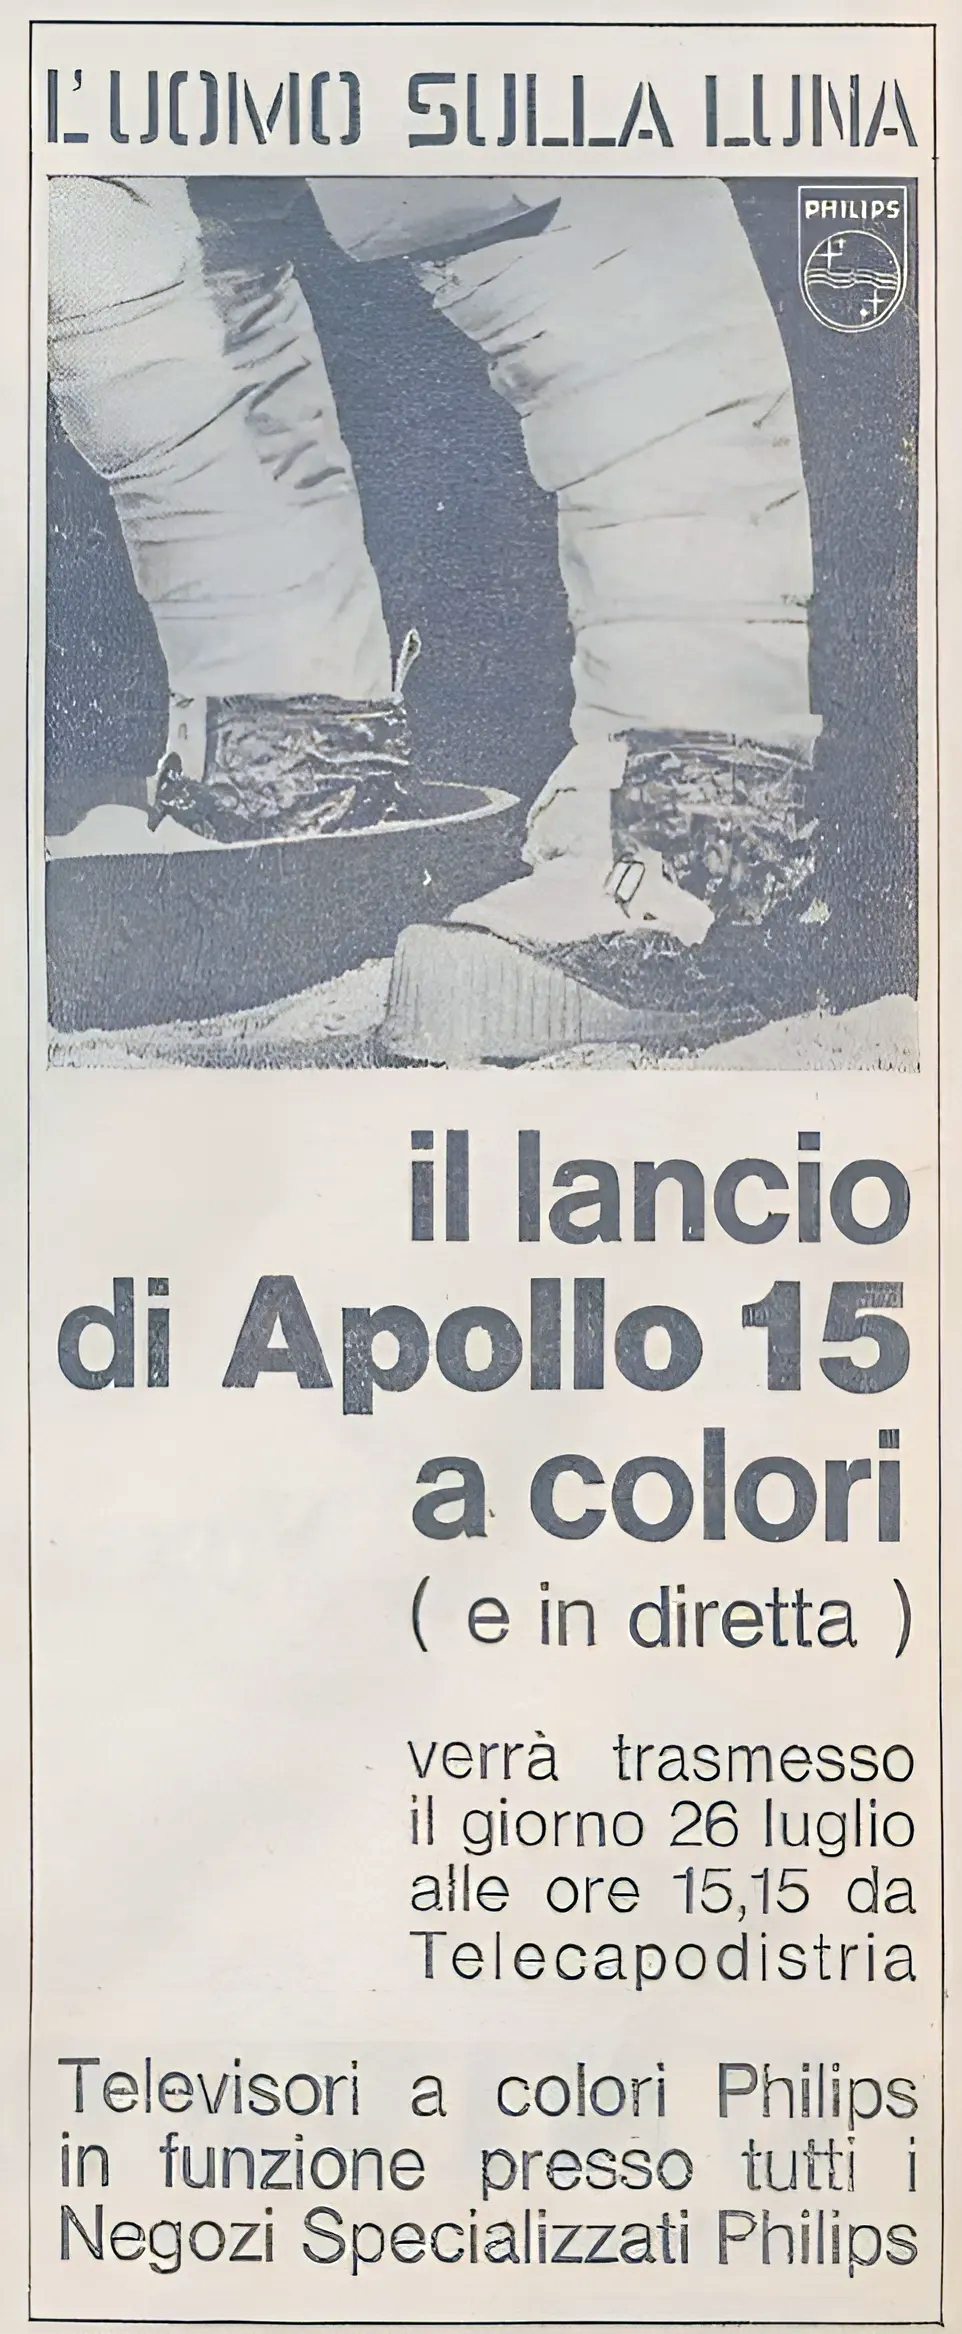 L'UOMO SULLA LUNA
PHILIPS
il lancio
di Apollo 15
a colori
( e in diretta )
verrà trasmesso
il giorno 26 luglio
alle ore 15,15 da
Telecapodistria
Televisori a colori Philips
in funzione presso tutti i
Negozi Specializzati Philips